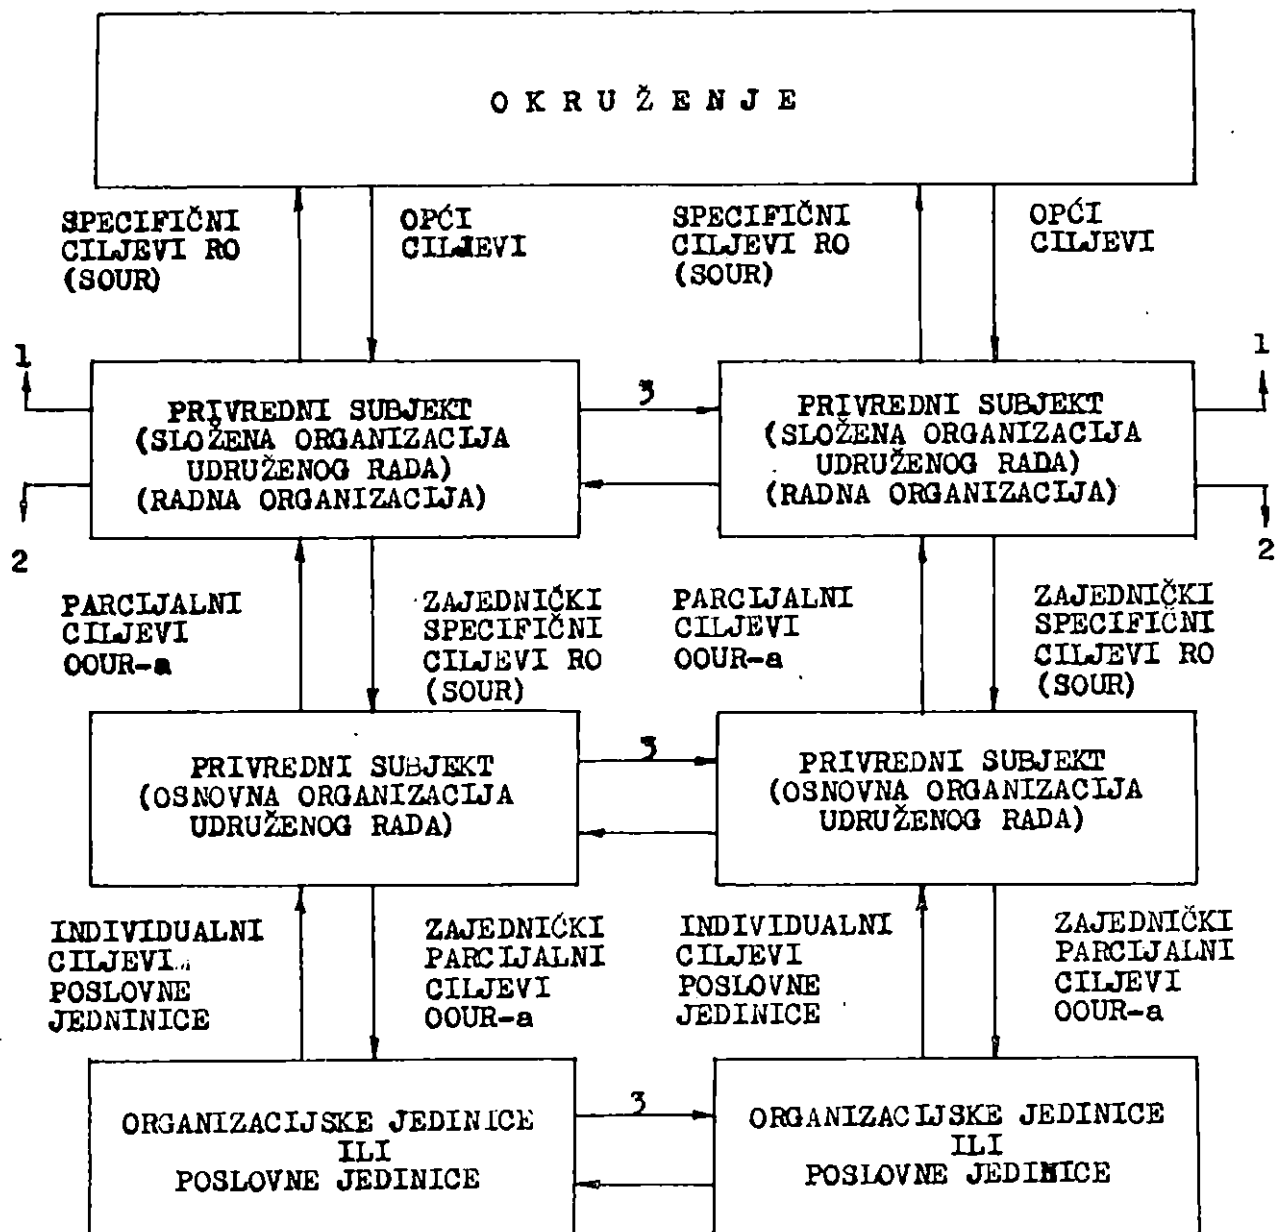 OKRUŽENJE
SPECIFIČNI
CILJEVI RO
(SOUR)
OPĆI
CILJEVI
SPECIFIČNI
CILJEVI RO
(SOUR)
OPĆI
CILJEVI
1
1
PRIVREDNI SUBJEKT
(SLOŽENA ORGANIZACIJA
UDRUŽENOG RADA)
(RADNA ORGANIZACIJA)
3
PRIVREDNI SUBJEKT
(SLOŽENA ORGANIZACIJA
UDRUŽENOG RADA)
(RADNA ORGANIZACIJA)
2
2
PARCIJALNI
CILJEVI
OOUR-a
ZAJEDNIČKI
SPECIFIČNI
CILJEVI RO
(SOUR)
PARCIJALNI
CILJEVI
OOUR-a
ZAJEDNIČKI
SPECIFIČNI
CILJEVI RO
(SOUR)
PRIVREDNI SUBJEKT
(OSNOVNA ORGANIZACIJA
UDRUŽENOG RADA)
3
PRIVREDNI SUBJEKT
(OSNOVNA ORGANIZACIJA
UDRUŽENOG RADA)
INDIVIDUALNI
CILJEVI
POSLOVNE
JEDNINICE
ZAJEDNIČKI
PARCIJALNI
CILJEVI
OOUR-a
INDIVIDUALNI
CILJEVI
POSLOVNE
JEDINICE
ZAJEDNIČKI
PARCIJALNI
CILJEVI
OOUR-a
ORGANIZACIJSKE JEDINICE
ILI
POSLOVNE JEDINICE
3
ORGANIZACIJSKE JEDINICE
ILI
POSLOVNE JEDINICE